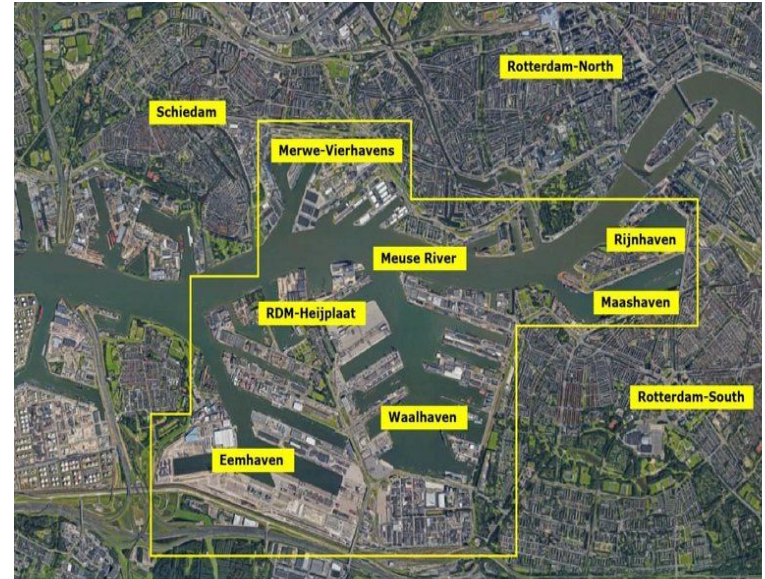 Rotterdam-North
Schiedam
Merwe-Vierhavens
Rijnhaven
Meuse River
Maashaven
RDM-Heijplaat
Rotterdam-South
Waalhaven
Eemhaven